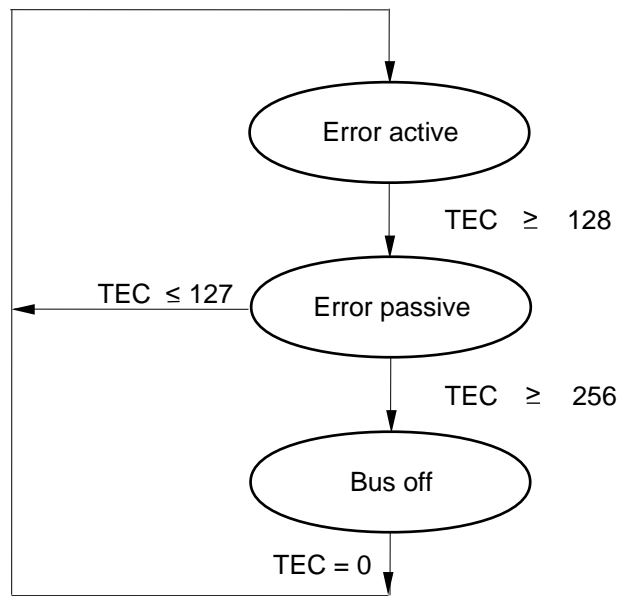 Error active
TEC ≥ 128
TEC ≤ 127
Error passive
TEC ≥ 256
Bus off
TEC = 0